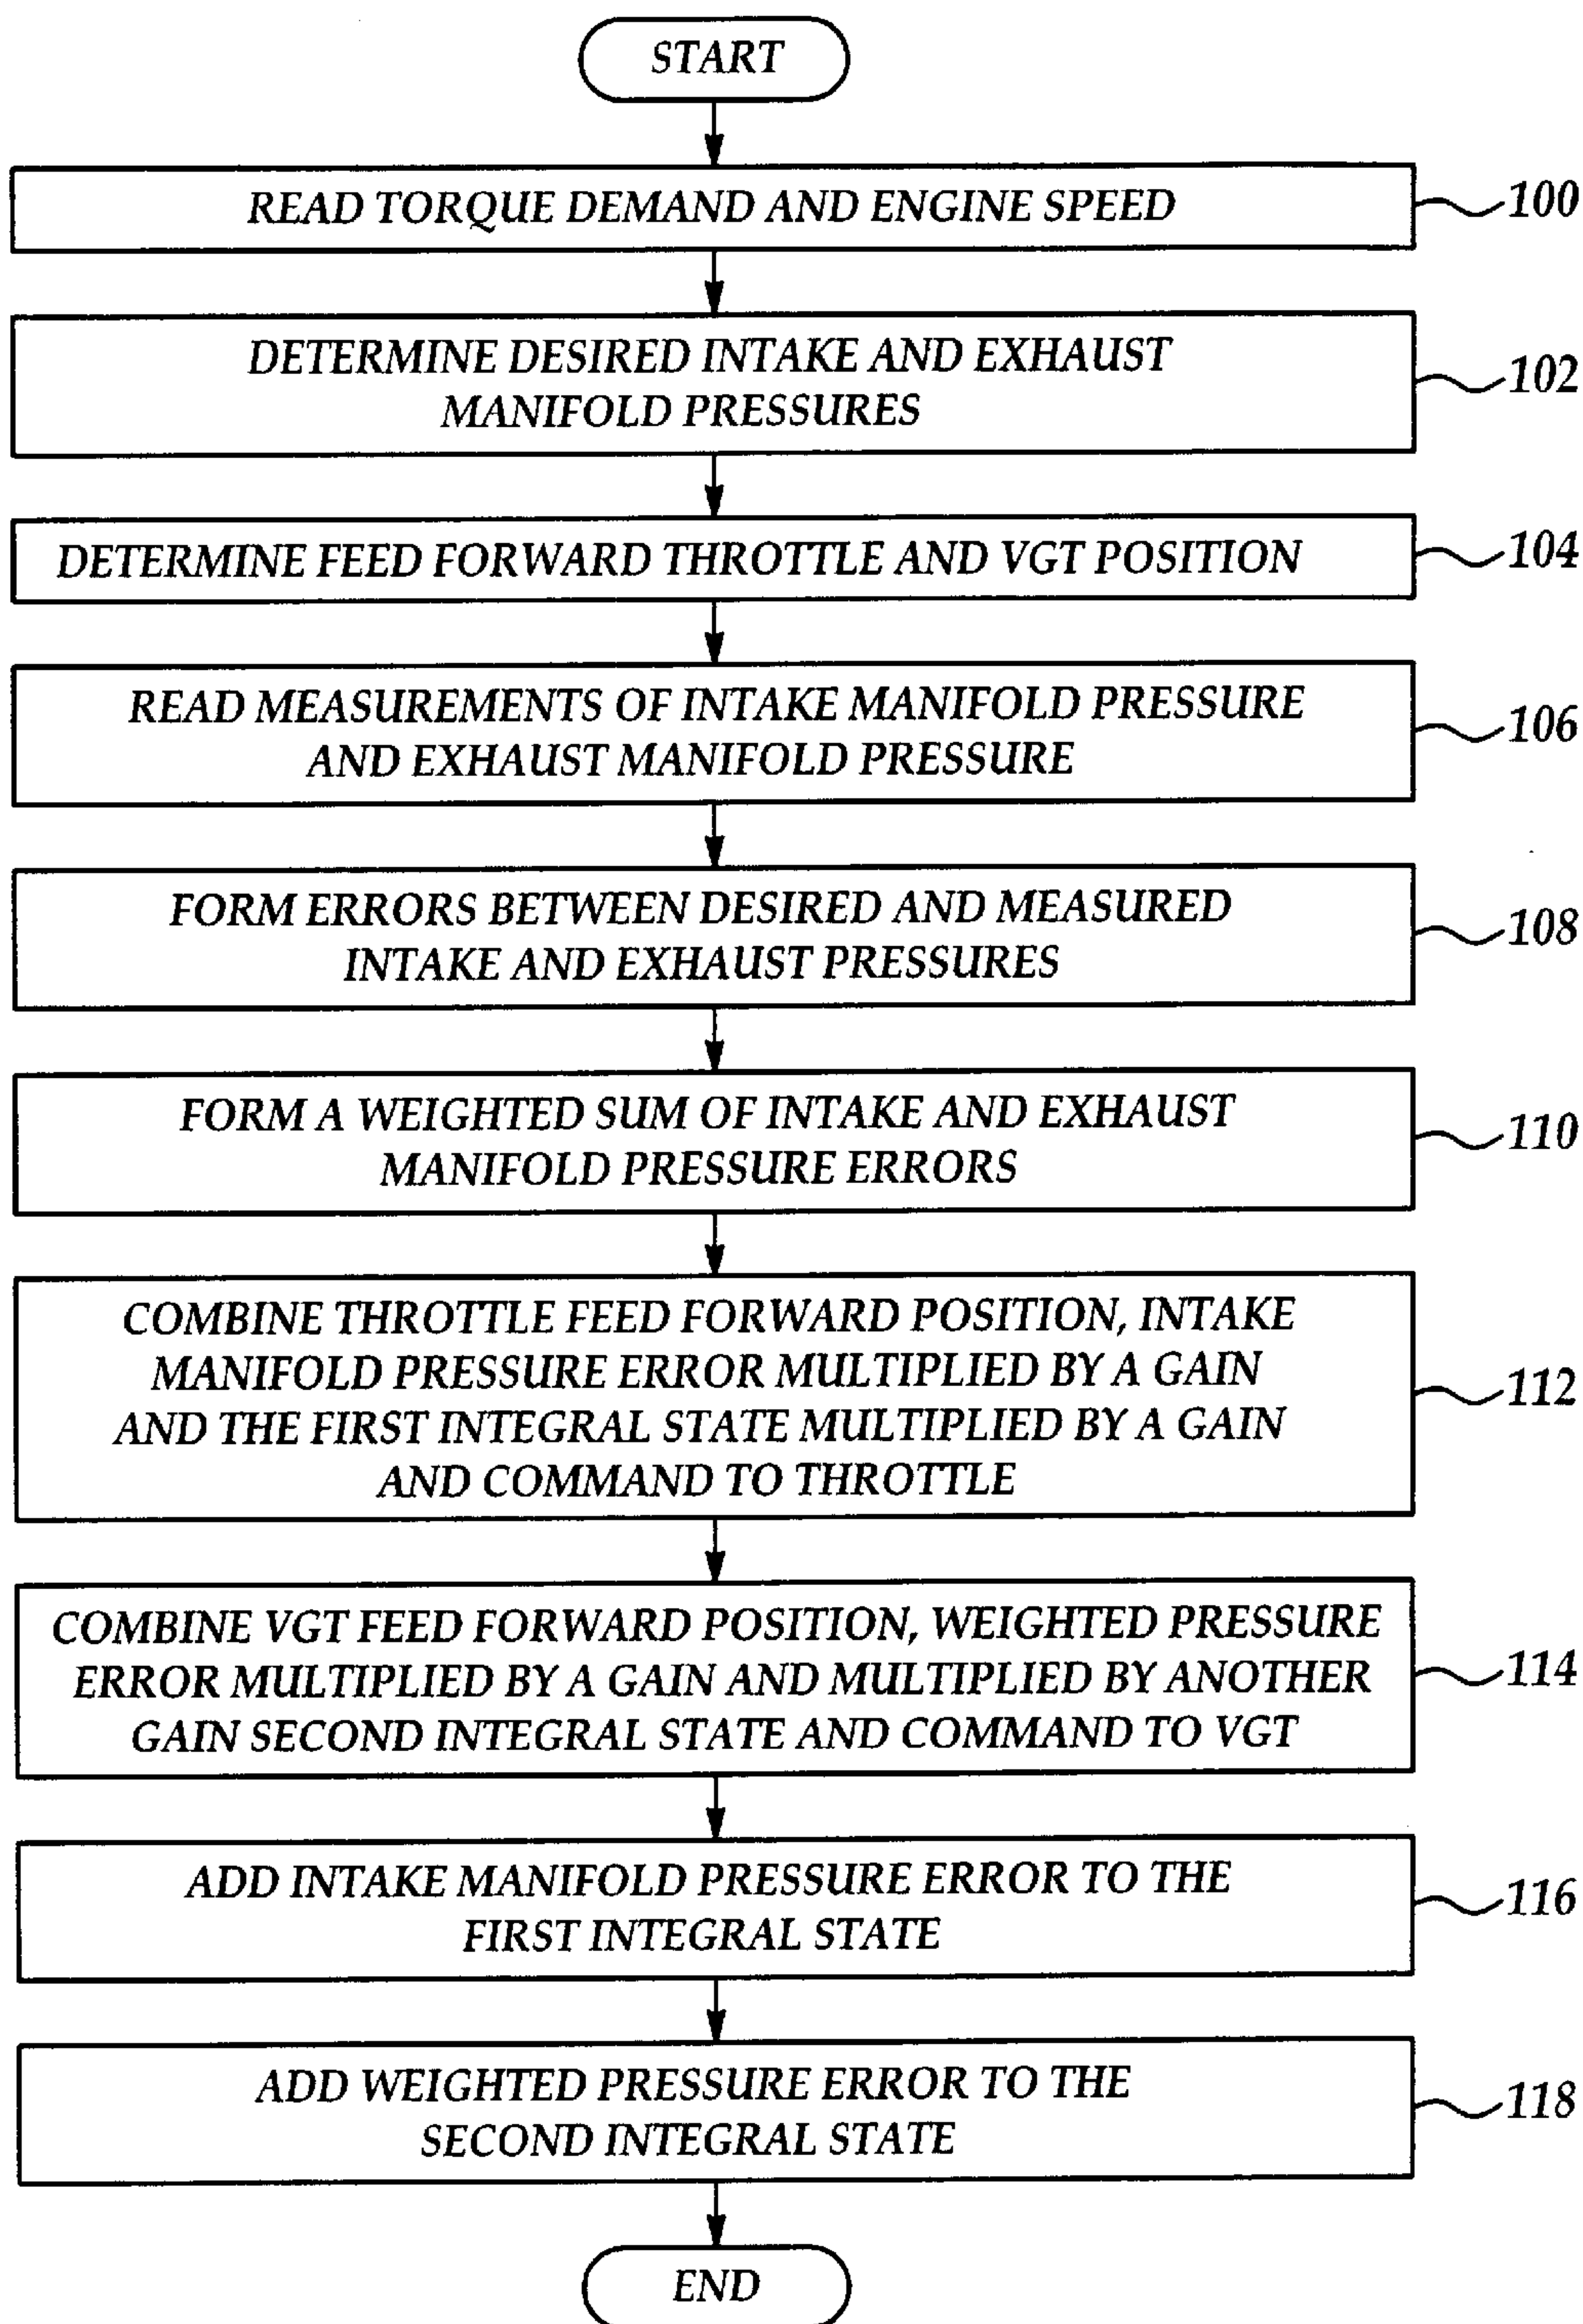 START
READ TORQUE DEMAND AND ENGINE SPEED
100
DETERMINE DESIRED INTAKE AND EXHAUST
MANIFOLD PRESSURES
102
DETERMINE FEED FORWARD THROTTLE AND VGT POSITION
104
READ MEASUREMENTS OF INTAKE MANIFOLD PRESSURE
AND EXHAUST MANIFOLD PRESSURE
106
FORM ERRORS BETWEEN DESIRED AND MEASURED
INTAKE AND EXHAUST PRESSURES
108
FORM A WEIGHTED SUM OF INTAKE AND EXHAUST
MANIFOLD PRESSURE ERRORS
110
COMBINE THROTTLE FEED FORWARD POSITION, INTAKE
MANIFOLD PRESSURE ERROR MULTIPLIED BY A GAIN
AND THE FIRST INTEGRAL STATE MULTIPLIED BY A GAIN
AND COMMAND TO THROTTLE
112
COMBINE VGT FEED FORWARD POSITION, WEIGHTED PRESSURE
ERROR MULTIPLIED BY A GAIN AND MULTIPLIED BY ANOTHER
GAIN SECOND INTEGRAL STATE AND COMMAND TO VGT
114
ADD INTAKE MANIFOLD PRESSURE ERROR TO THE
FIRST INTEGRAL STATE
116
ADD WEIGHTED PRESSURE ERROR TO THE
SECOND INTEGRAL STATE
118
END